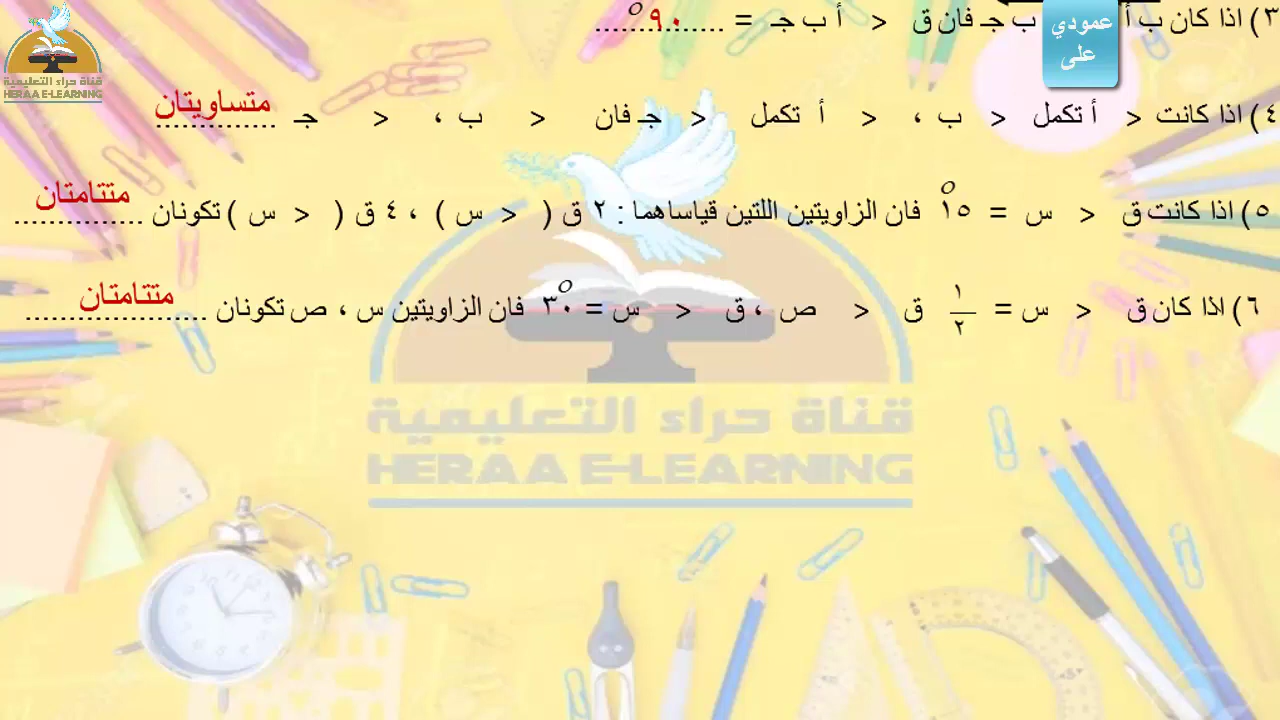 ٣) اذا كان ب أ عمودي على ب جـ فان ق < أ ب جـ = ...٩٠ ْ...
٤) اذا كانت < أ تكمل < ب ، < أ تكمل < جـ فان < ب ، < جـ متساويتان
٥) اذا كانت ق < س = ١٥ ْ فان الزاويتين اللتين قياساهما : ٢ ق ( < س ) ، ٤ ق ( < س ) تكونان متتامتان
٦) اذا كان ق < س = ١/٢ ق < ص ، ق < س = ٣٠ ْ فان الزاويتين س ، ص تكونان متتامتان
قناة حراء التعليمية
HERAA E-LEARNING
قناة حراء التعليمية
HERAA E-LEARNING